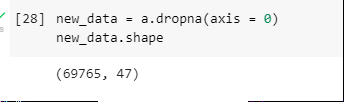 [28] new_data = a.dropna(axis = 0)
new_data.shape
(69765, 47)